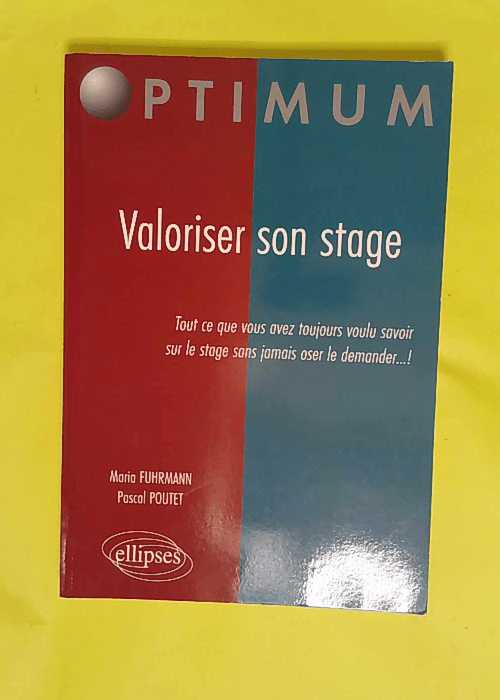 OPTIMUM
Valoriser son stage
Tout ce que vous avez toujours voulu savoir
sur le stage sans jamais oser le demander...!
Maria FUHRMANN
Pascal POUTET
ellipses